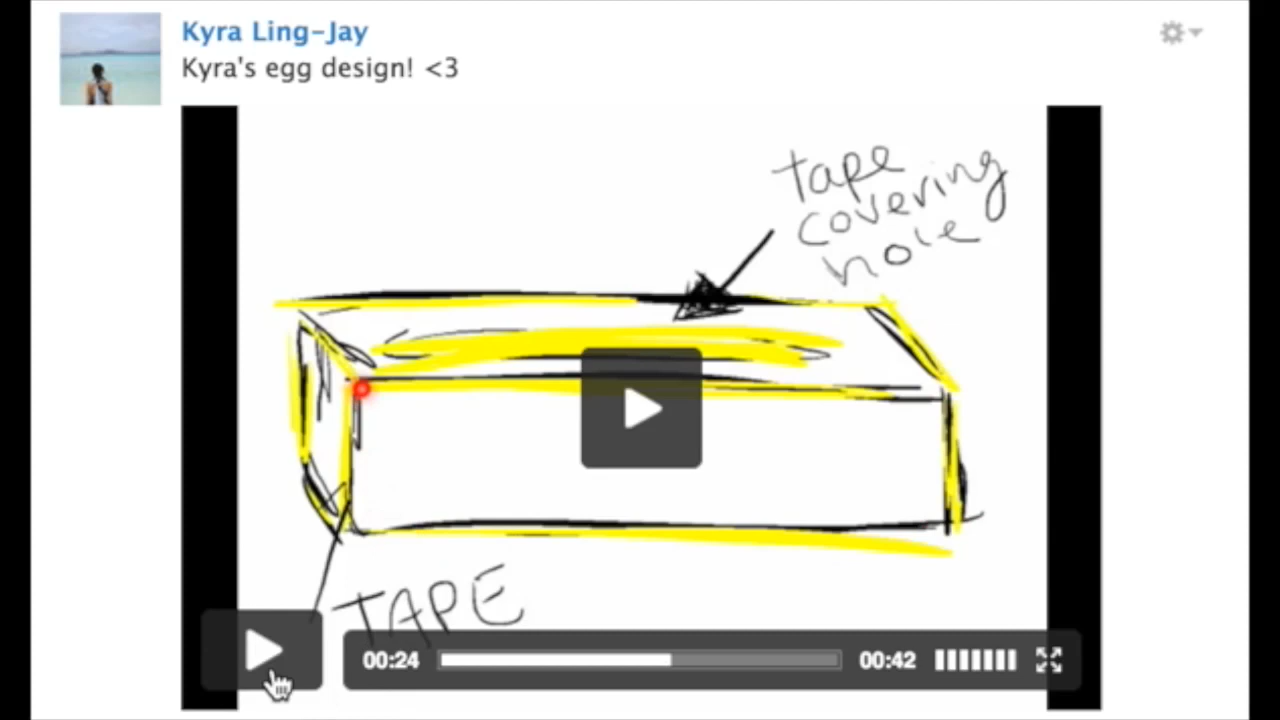 Kyra Ling-Jay
Kyra's egg design! <3
tape
covering
hole
TAPE
00:24
00:42